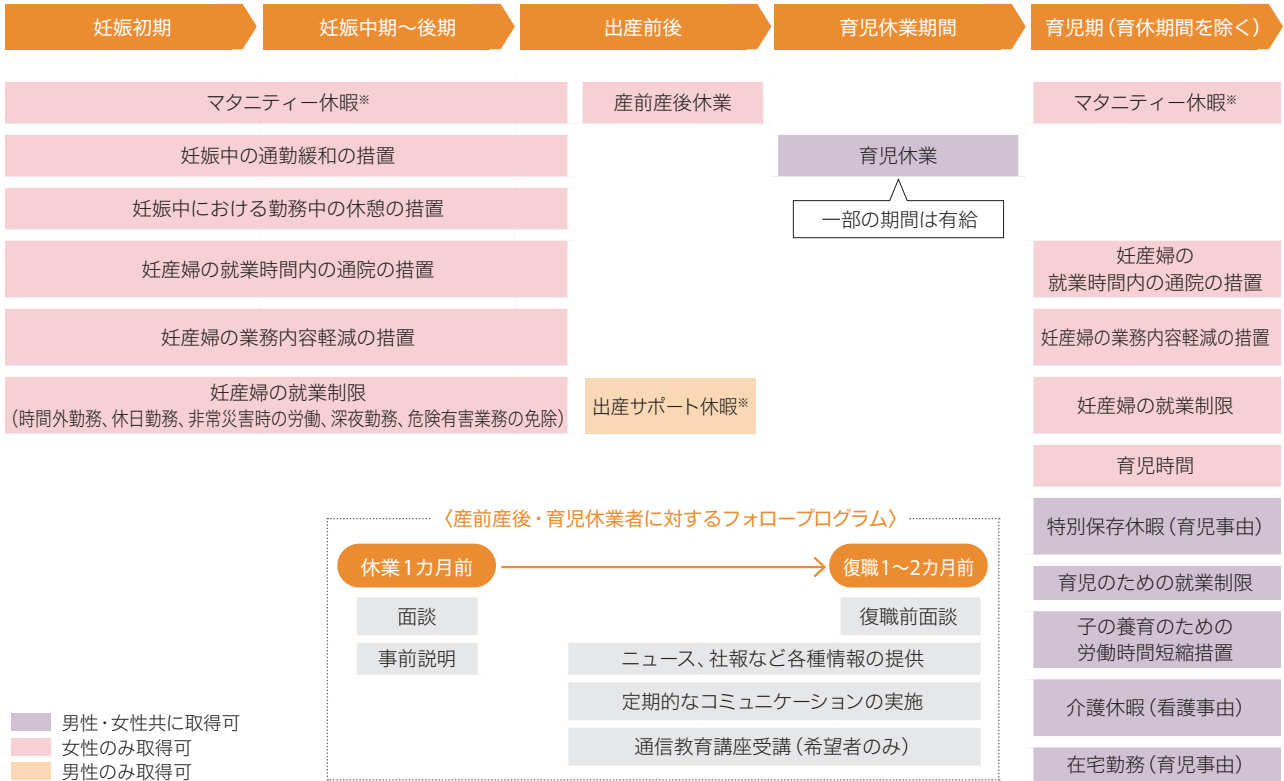 妊娠初期
妊娠中期〜後期
出産前後
育児休業期間
育児期(育休期間を除く)
マタニティー休暇※
産前産後休業
マタニティー休暇※
妊娠中の通勤緩和の措置
育児休業
一部の期間は有給
妊娠中における勤務中の休憩の措置
妊産婦の就業時間内の通院の措置
妊産婦の
就業時間内の通院の措置
妊産婦の業務内容軽減の措置
妊産婦の業務内容軽減の措置
妊産婦の就業制限
(時間外勤務、休日勤務、非常災害時の労働、深夜勤務、危険有害業務の免除)
出産サポート休暇※
妊産婦の就業制限
育児時間
特別保存休暇(育児事由)
育児のための就業制限
子の養育のための
労働時間短縮措置
介護休暇(看護事由)
在宅勤務(育児事由)
〈産前産後・育児休業者に対するフォロープログラム〉
休業1カ月前
復職1〜2カ月前
面談
復職前面談
事前説明
ニュース、社報など各種情報の提供
定期的なコミュニケーションの実施
通信教育講座受講(希望者のみ)
男性・女性共に取得可
女性のみ取得可
男性のみ取得可